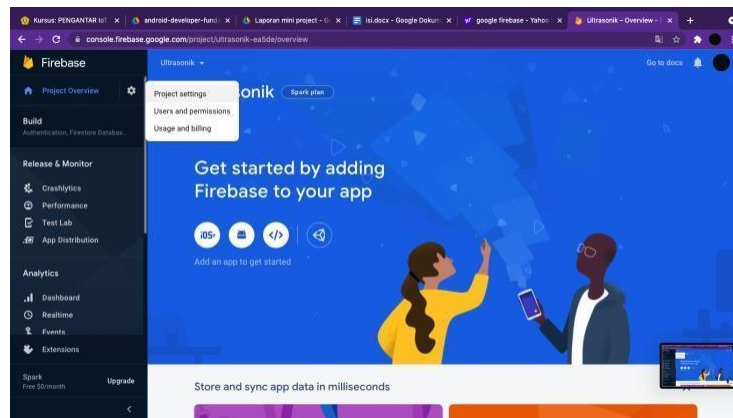 Kursus: PENGANTAR IoT
android-developer-funda
Laporan mini project - G
isi.docx - Google Dokum
google firebase - Yahoo
Ultrasonik – Overview –
console.firebase.google.com/project/ultrasonik-ea5de/overview
Firebase
Ultrasonik
Go to docs
Project Overview
Project settings
Users and permissions
Usage and billing
sonik
Spark plan
Build
Authentication, Firestore Databas...
Release & Monitor
Crashlytics
Performance
Test Lab
App Distribution
Get started by adding
Firebase to your app
iOS+
</>
Add an app to get started
Analytics
Dashboard
Realtime
Events
Extensions
Spark
Free $0/month
Upgrade
Store and sync app data in milliseconds